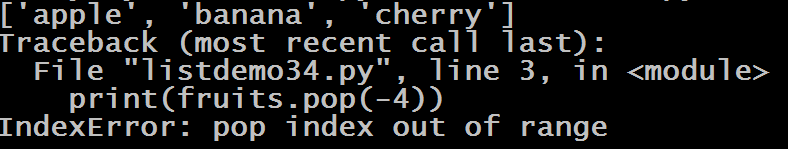 ['apple', 'banana', 'cherry']
Traceback (most recent call last):
  File "listdemo34.py", line 3, in <module>
    print(fruits.pop(-4))
IndexError: pop index out of range